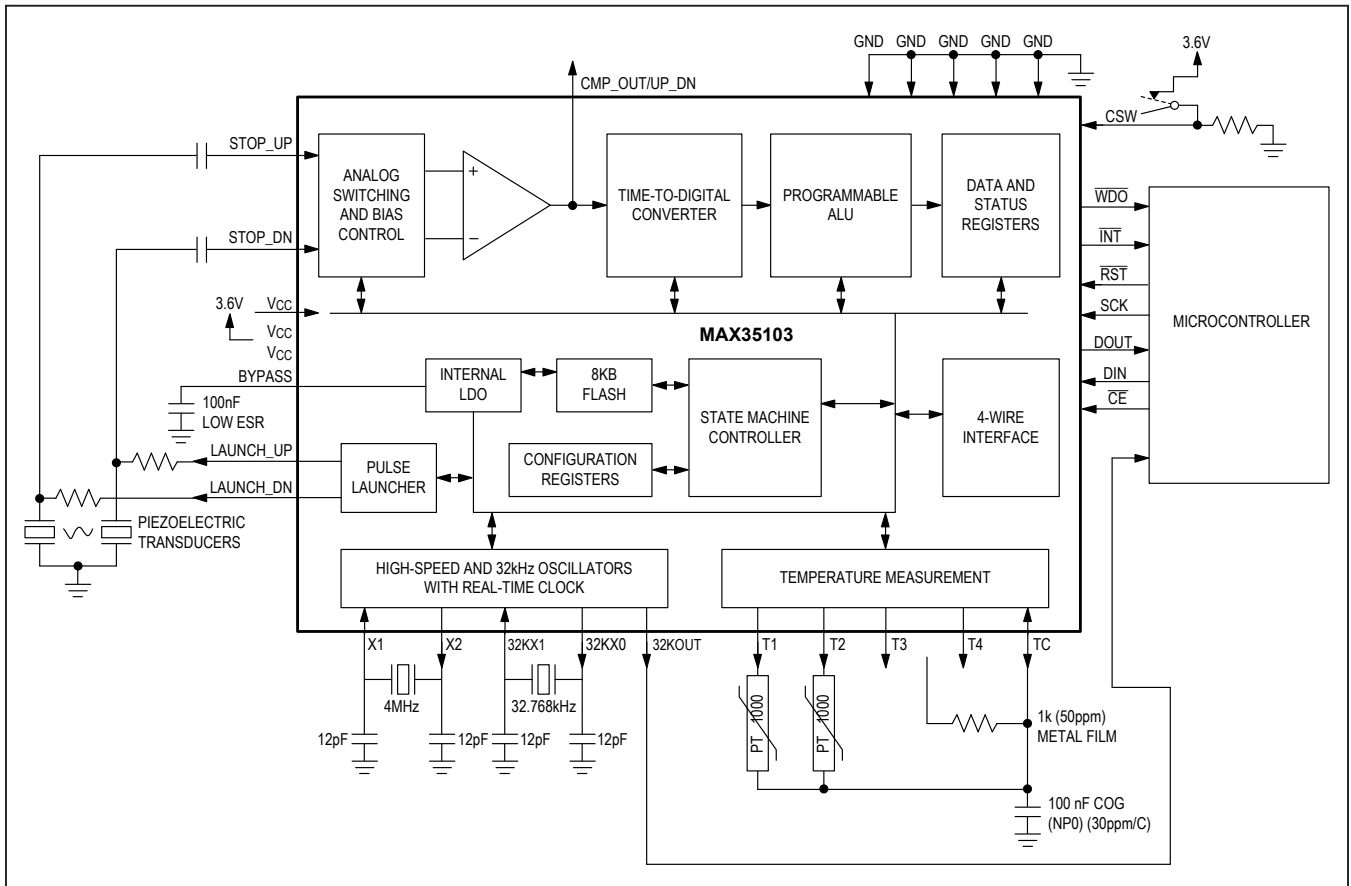 GND GND GND GND GND
3.6V
CMP_OUT/UP_DN
CSW
STOP_UP
ANALOG
SWITCHING
AND BIAS
CONTROL
+
−
TIME-TO-DIGITAL
CONVERTER
PROGRAMMABLE
ALU
DATA AND
STATUS
REGISTERS
STOP_DN
WDO
INT
RST
SCK
DOUT
DIN
CE
MICROCONTROLLER
3.6V
VCC
VCC
VCC
MAX35103
BYPASS
100nF
LOW ESR
INTERNAL
LDO
8KB
FLASH
STATE MACHINE
CONTROLLER
4-WIRE
INTERFACE
CONFIGURATION
REGISTERS
LAUNCH_UP
PULSE
LAUNCHER
LAUNCH_DN
PIEZOELECTRIC
TRANSDUCERS
HIGH-SPEED AND 32kHz OSCILLATORS
WITH REAL-TIME CLOCK
TEMPERATURE MEASUREMENT
X1 X2 32KX1 32KX0 32KOUT T1 T2 T3 T4 TC
4MHz
32.768kHz
12pF 12pF 12pF 12pF
PT 1000
PT 1000
1k (50ppm)
METAL FILM
100 nF COG
(NP0) (30ppm/C)